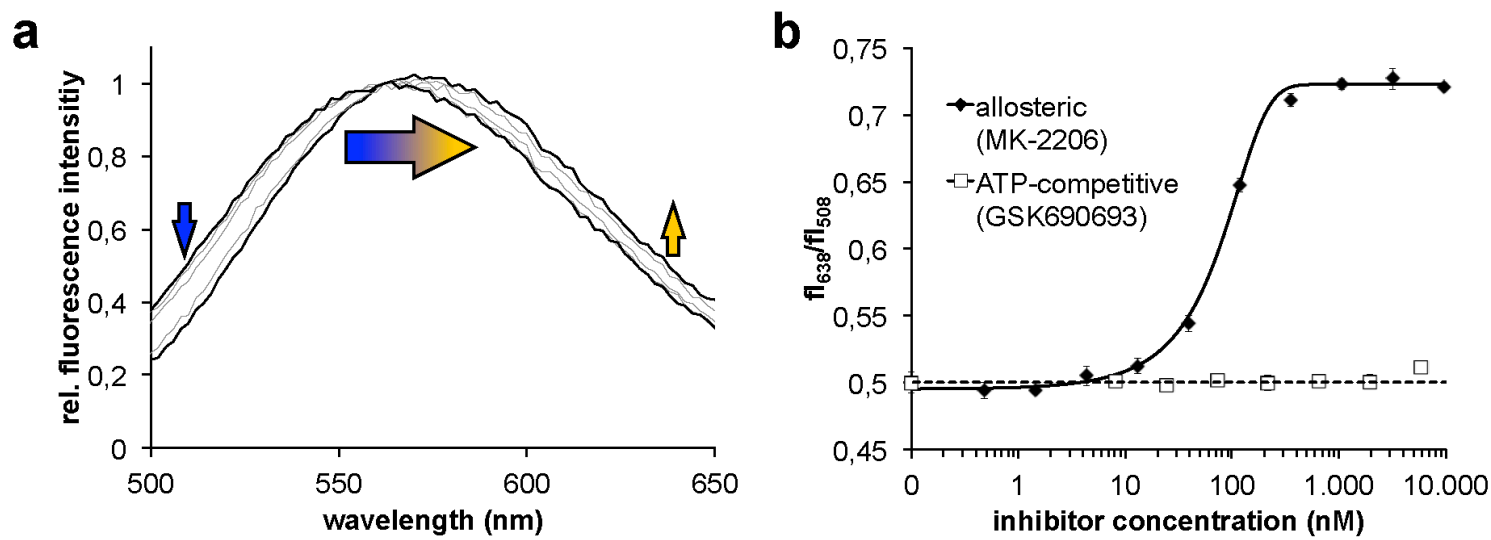 a
rel. fluorescence intensitiy
1
0,8
0,6
0,4
0,2
0
500
550
600
650
wavelength (nm)
b
fl638/fl508
0,75
0,7
0,65
0,6
0,55
0,5
0,45
allosteric
(MK-2206)
ATP-competitive
(GSK690693)
0
1
10
100
1.000
10.000
inhibitor concentration (nM)